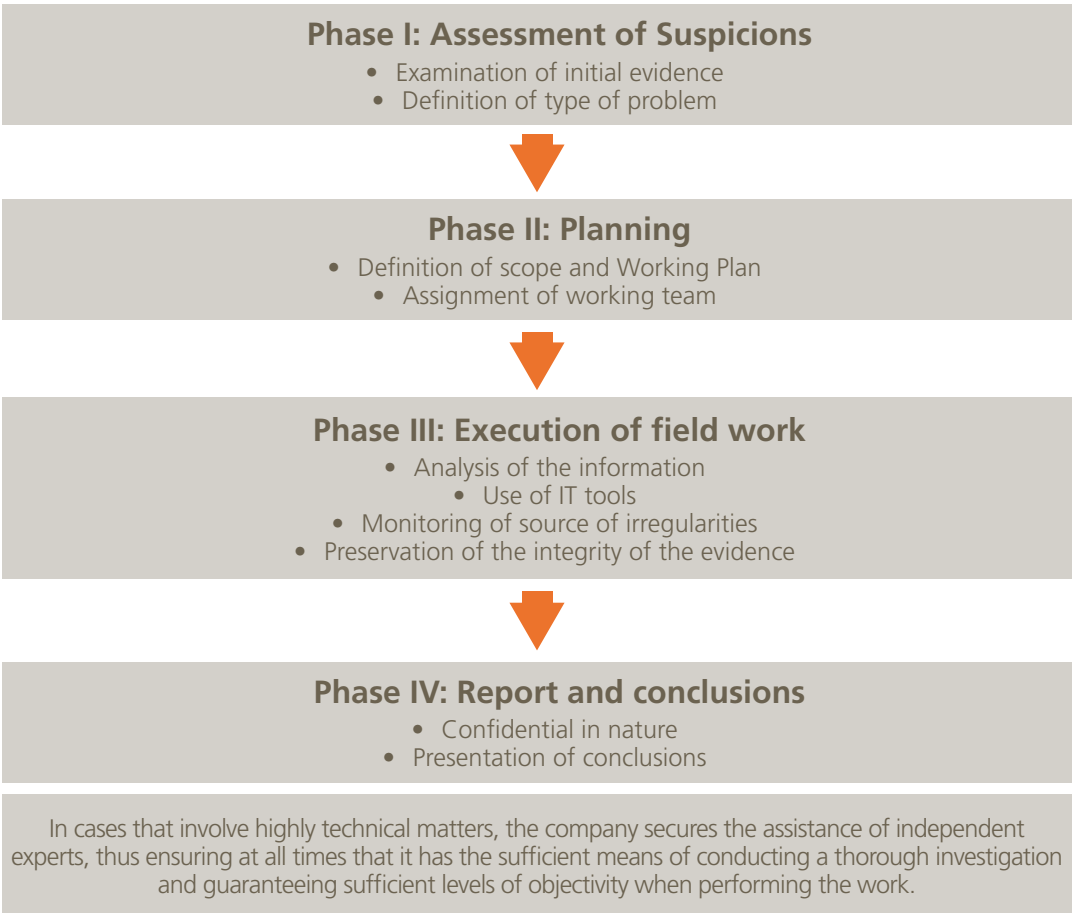 Phase I: Assessment of Suspicions
• Examination of initial evidence
• Definition of type of problem
Phase II: Planning
• Definition of scope and Working Plan
• Assignment of working team
Phase III: Execution of field work
• Analysis of the information
• Use of IT tools
• Monitoring of source of irregularities
• Preservation of the integrity of the evidence
Phase IV: Report and conclusions
• Confidential in nature
• Presentation of conclusions
In cases that involve highly technical matters, the company secures the assistance of independent
experts, thus ensuring at all times that it has the sufficient means of conducting a thorough investigation
and guaranteeing sufficient levels of objectivity when performing the work.